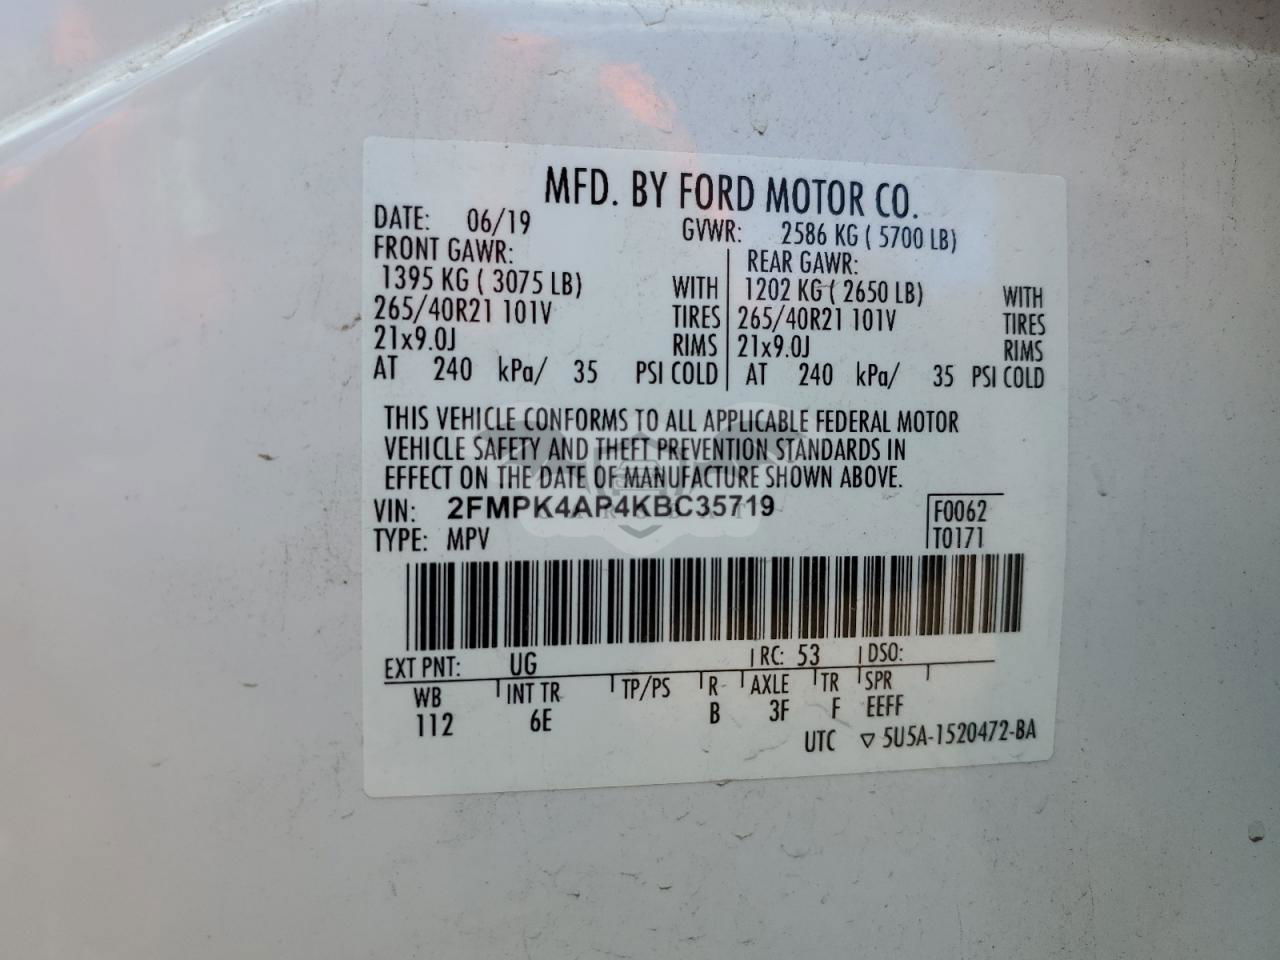 MFD. BY FORD MOTOR CO.
DATE: 06/19 GVWR: 2586 KG ( 5700 LB)
FRONT GAWR: REAR GAWR:
1395 KG ( 3075 LB) WITH 1202 KG ( 2650 LB) WITH
265/40R21 101V TIRES 265/40R21 101V TIRES
21x9.0J RIMS 21x9.0J RIMS
AT 240 kPa/ 35 PSI COLD AT 240 kPa/ 35 PSI COLD
THIS VEHICLE CONFORMS TO ALL APPLICABLE FEDERAL MOTOR
VEHICLE SAFETY AND THEFT PREVENTION STANDARDS IN
EFFECT ON THE DATE OF MANUFACTURE SHOWN ABOVE.
VIN: 2FMPK4AP4KBC35719 F0062
TYPE: MPV T0171
EXT PNT: UG RC: 53 DSO:
WB INT TR TP/PS R AXLE TR SPR
112 6E B 3F F EEFF
UTC ▽ 5U5A-1520472-BA